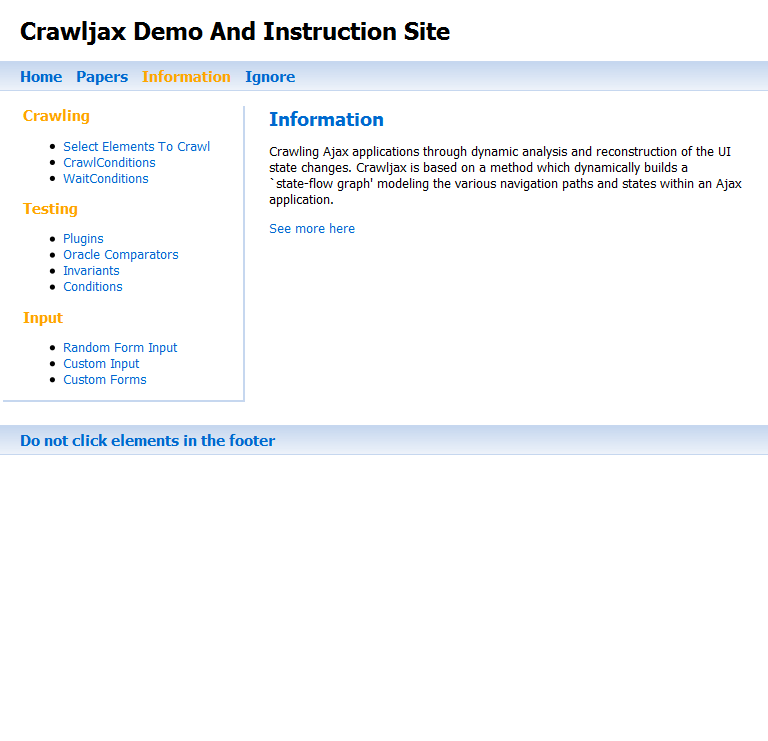 Crawljax Demo And Instruction Site
Home Papers Information Ignore
Crawling
Select Elements To Crawl
CrawlConditions
WaitConditions
Testing
Plugins
Oracle Comparators
Invariants
Conditions
Input
Random Form Input
Custom Input
Custom Forms
Information
Crawling Ajax applications through dynamic analysis and reconstruction of the UI
state changes. Crawljax is based on a method which dynamically builds a
`state-flow graph' modeling the various navigation paths and states within an Ajax
application.
See more here
Do not click elements in the footer